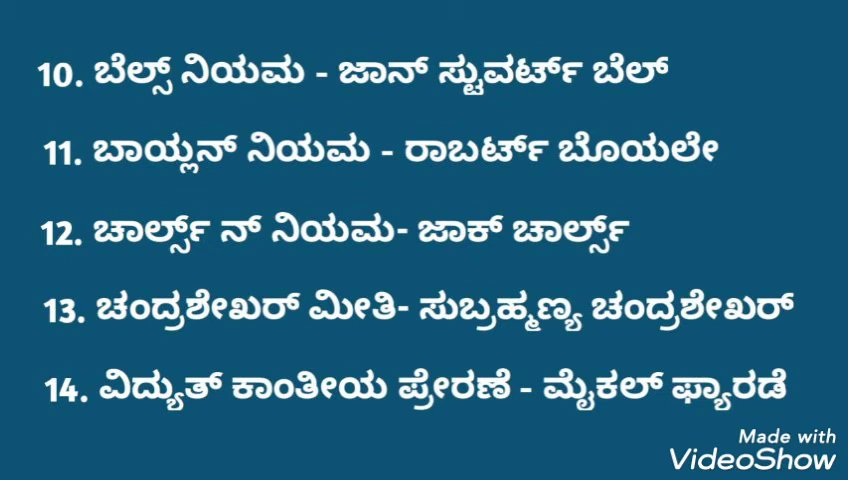 10. ಬೆಲ್ಸ್ ನಿಯಮ - ಜಾನ್ ಸ್ಟುವರ್ಟ್ ಬೆಲ್
11. ಬಾಯ್ಲನ್ ನಿಯಮ - ರಾಬರ್ಟ್ ಬೊಯಲೇ
12. ಚಾರ್ಲ್ಸ್ ನ್ ನಿಯಮ- ಜಾಕ್ ಚಾರ್ಲ್ಸ್
13. ಚಂದ್ರಶೇಖರ್ ಮೀತಿ- ಸುಬ್ರಹ್ಮಣ್ಯ ಚಂದ್ರಶೇಖರ್
14. ವಿದ್ಯುತ್ ಕಾಂತೀಯ ಪ್ರೇರಣೆ - ಮೈಕಲ್ ಫ್ಯಾರಡೆ
Made with
VideoShow